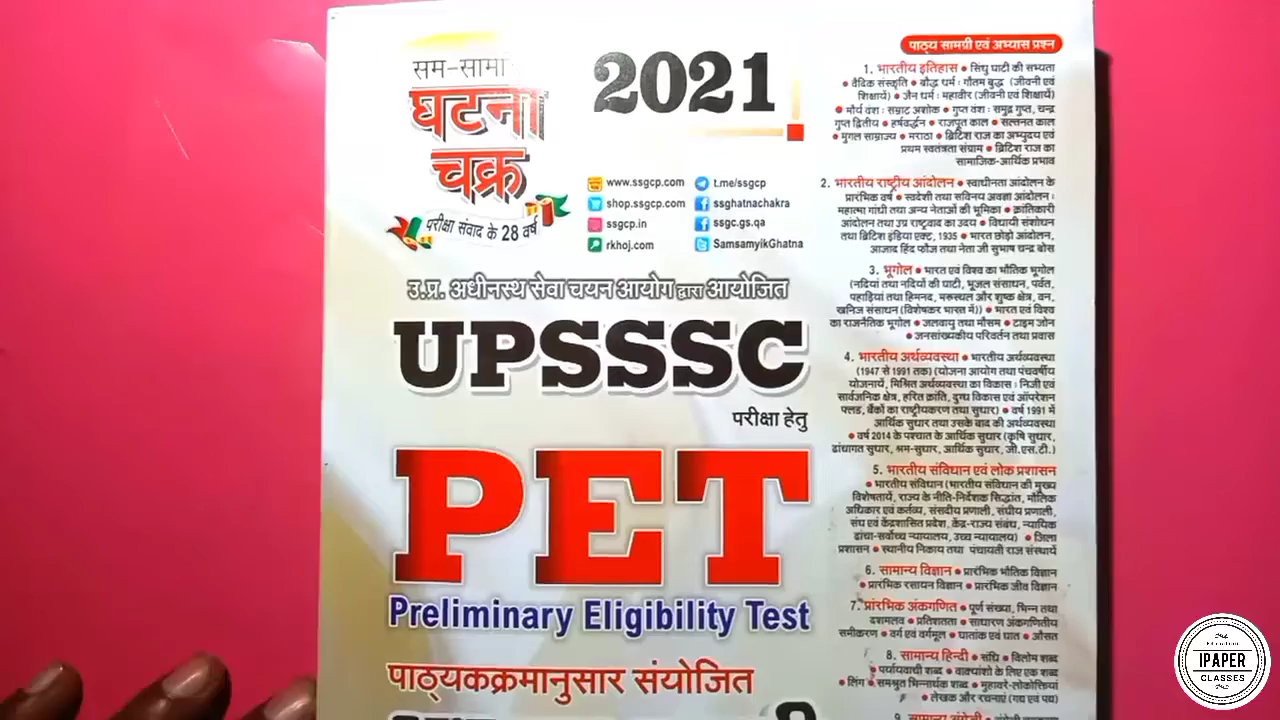 सम-सामा
घटना
चक्र
परीक्षा संवाद के 28 वर्ष
2021
www.ssgcp.com
t.me/ssgcp
shop.ssgcp.com
ssghatnachakra
ssgcp.in
ssgc.gs.qa
rkhoj.com
SamsamyikGhatna
उ.प्र. अधीनस्थ सेवा चयन आयोग द्वारा आयोजित
UPSSSC
परीक्षा हेतु
PET
Preliminary Eligibility Test
पाठ्यकक्रमानुसार संयोजित
पाठ्य सामग्री एवं अभ्यास प्रश्न
1. भारतीय इतिहास • सिंधु घाटी की सभ्यता
• वैदिक संस्कृति • बौद्ध धर्म : गौतम बुद्ध (जीवनी एवं
शिक्षायें) • जैन धर्म : महावीर (जीवनी एवं शिक्षायें)
• मौर्य वंश : सम्राट अशोक • गुप्त वंश : समुद्र गुप्त, चन्द्र
गुप्त द्वितीय • हर्षवर्द्धन • राजपूत काल • सल्तनत काल
• मुगल साम्राज्य • मराठा • ब्रिटिश राज का अभ्युदय एवं
प्रथम स्वतंत्रता संग्राम • ब्रिटिश राज का
सामाजिक-आर्थिक प्रभाव
2. भारतीय राष्ट्रीय आंदोलन • स्वाधीनता आंदोलन के
प्रारंभिक वर्ष • स्वदेशी तथा सविनय अवज्ञा आंदोलन :
महात्मा गांधी तथा अन्य नेताओं की भूमिका • क्रांतिकारी
आंदोलन तथा उग्र राष्ट्रवाद का उदय • विधायी संशोधन
तथा ब्रिटिश इंडिया एक्ट, 1935 • भारत छोड़ो आंदोलन,
आजाद हिंद फौज तथा नेता जी सुभाष चन्द्र बोस
3. भूगोल • भारत एवं विश्व का भौतिक भूगोल
(नदियां तथा नदियों की घाटी, भूजल संसाधन, पर्वत,
पहाड़ियां तथा हिमनद, मरूस्थल और शुष्क क्षेत्र, वन,
खनिज संसाधन (विशेषकर भारत में)) • भारत एवं विश्व
का राजनैतिक भूगोल • जलवायु तथा मौसम • टाइम जोन
• जनसांख्यकीय परिवर्तन तथा प्रवास
4. भारतीय अर्थव्यवस्था • भारतीय अर्थव्यवस्था
(1947 से 1991 तक) (योजना आयोग तथा पंचवर्षीय
योजनायें, मिश्रित अर्थव्यवस्था का विकास : निजी एवं
सार्वजनिक क्षेत्र, हरित क्रांति, दुग्ध विकास एवं ऑपरेशन
फ्लड, बैंकों का राष्ट्रीयकरण तथा सुधार) • वर्ष 1991 में
आर्थिक सुधार तथा उसके बाद की अर्थव्यवस्था
• वर्ष 2014 के पश्चात के आर्थिक सुधार (कृषि सुधार,
ढांचागत सुधार, श्रम-सुधार, आर्थिक सुधार, जी.एस.टी.)
5. भारतीय संविधान एवं लोक प्रशासन
• भारतीय संविधान (भारतीय संविधान की मुख्य
विशेषतायें, राज्य के नीति-निर्देशक सिद्धांत, मौलिक
अधिकार एवं कर्तव्य, संसदीय प्रणाली, संघीय प्रणाली,
संघ एवं केंद्रशासित प्रदेश, केंद्र-राज्य संबंध, न्यायिक
ढांचा-सर्वोच्च न्यायालय, उच्च न्यायालय) • जिला
प्रशासन • स्थानीय निकाय तथा पंचायती राज संस्थायें
6. सामान्य विज्ञान • प्रारंभिक भौतिक विज्ञान
• प्रारंभिक रसायन विज्ञान • प्रारंभिक जीव विज्ञान
7. प्रारंभिक अंकगणित • पूर्ण संख्या, भिन्न तथा
दशमलव • प्रतिशतता • साधारण अंकगणितीय
समीकरण • वर्ग एवं वर्गमूल • घातांक एवं घात • औसत
8. सामान्य हिन्दी • संधि • विलोम शब्द
• पर्यायवाची शब्द • वाक्यांशों के लिए एक शब्द
• लिंग • समश्रुत भिन्नार्थक शब्द • मुहावरे-लोकोक्तियां
• लेखक और रचनाएं (गद्य एवं पद्य)
IPAPER
CLASSES